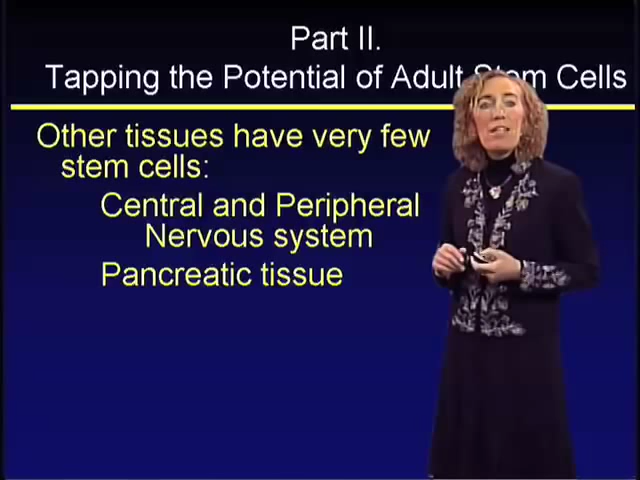 Part II.
Tapping the Potential of Adult Stem Cells
Other tissues have very few
stem cells:
Central and Peripheral
Nervous system
Pancreatic tissue